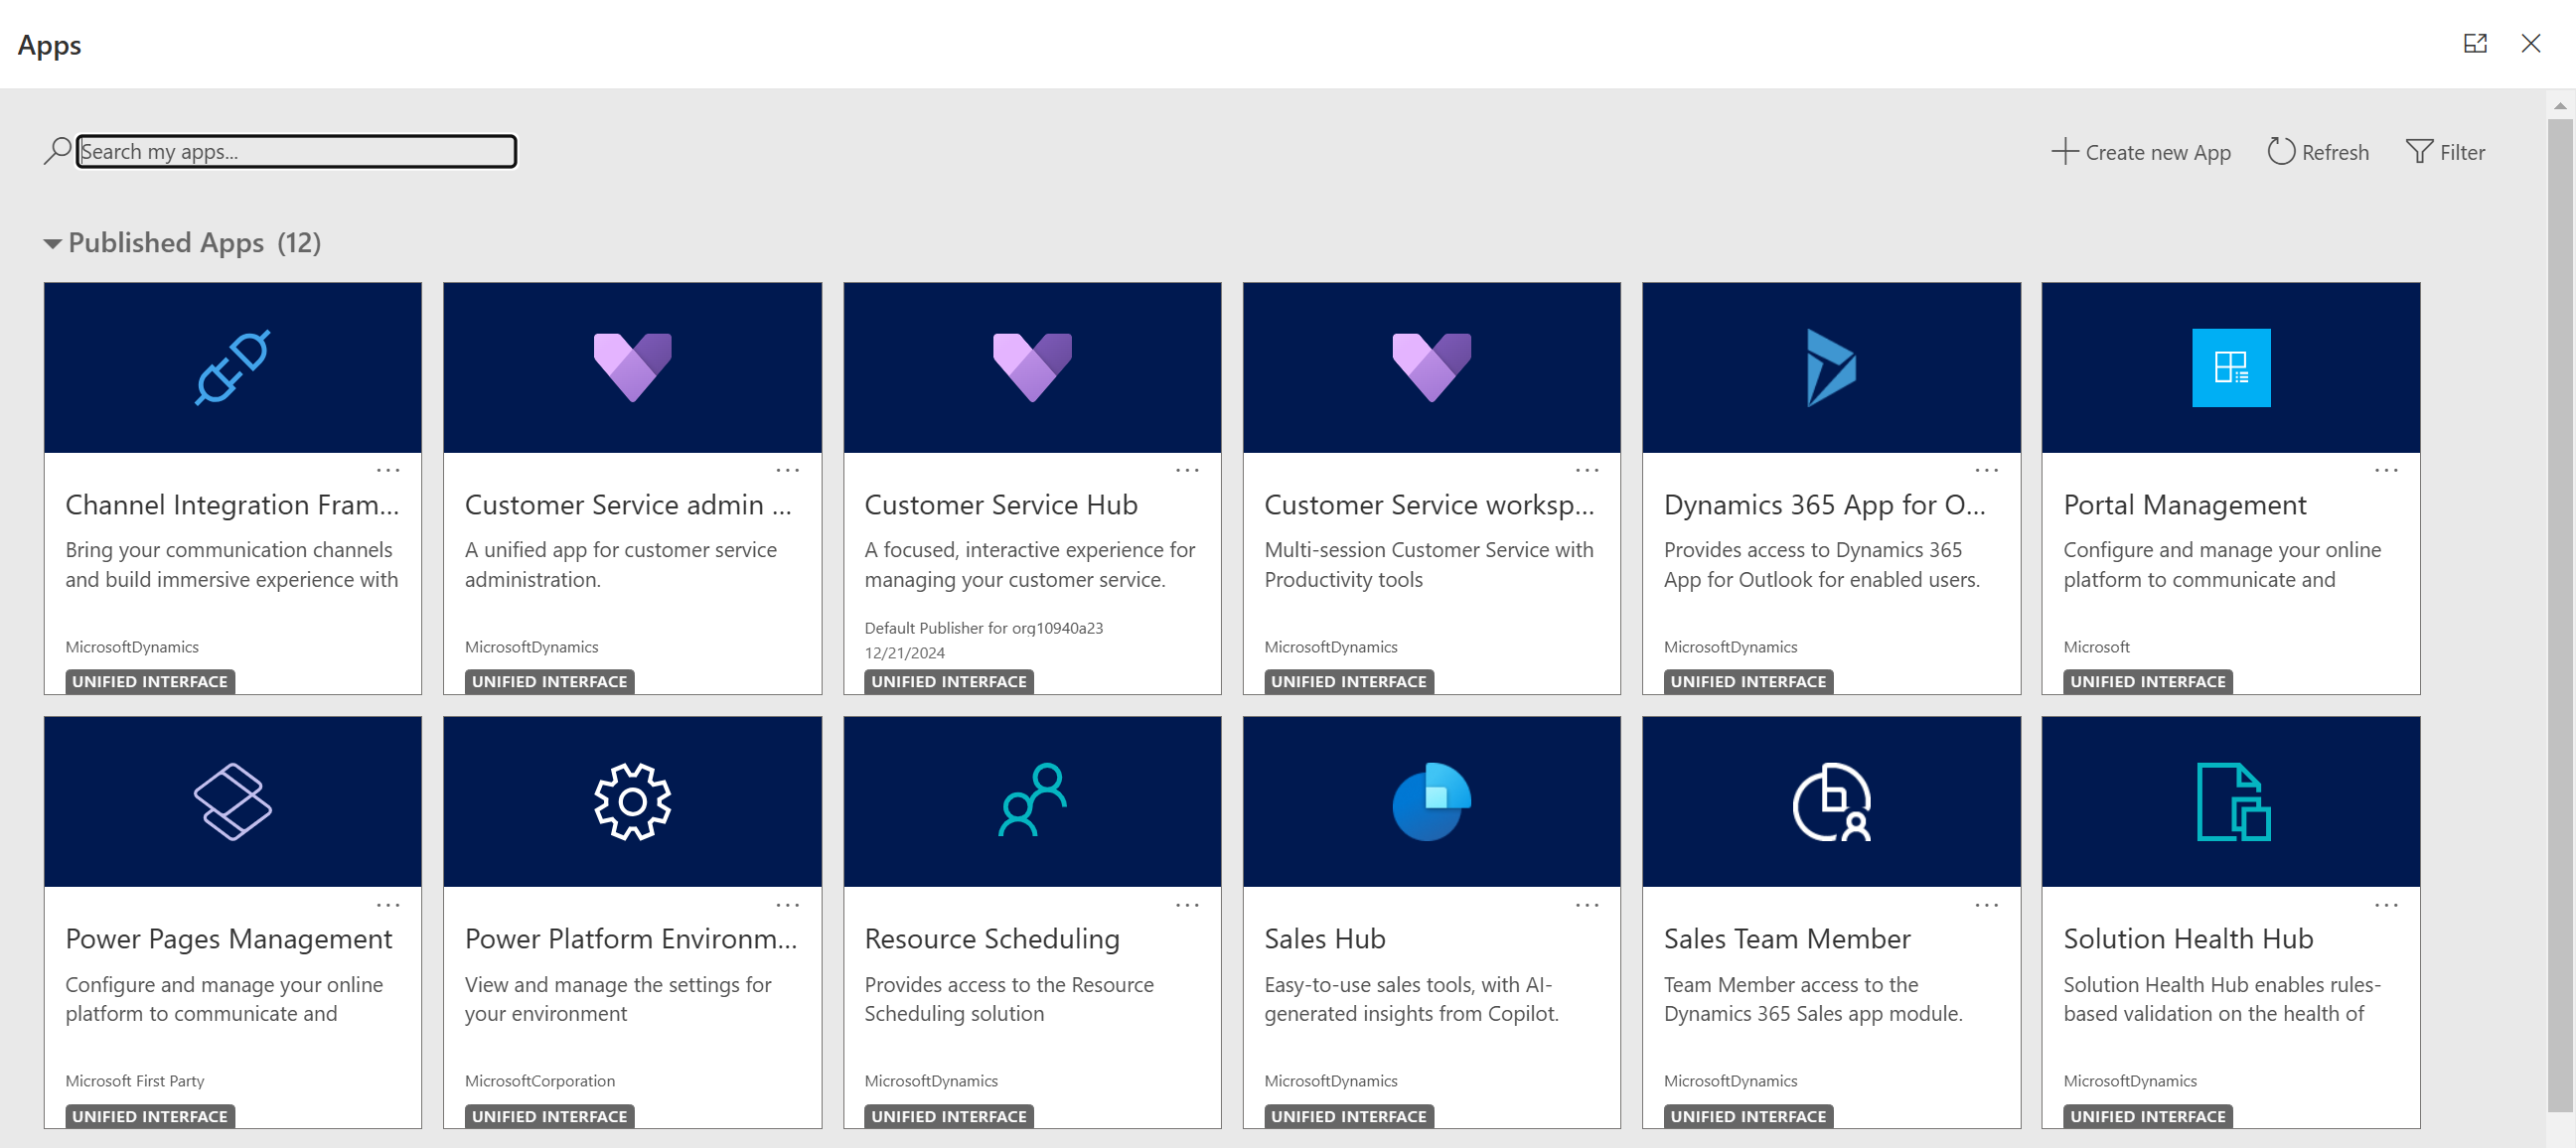 Apps
Search my apps...
Create new App
Refresh
Filter
Published Apps (12)
...
Channel Integration Fram...
Bring your communication channels
and build immersive experience with
MicrosoftDynamics
UNIFIED INTERFACE
...
Customer Service admin ...
A unified app for customer service
administration.
MicrosoftDynamics
UNIFIED INTERFACE
...
Customer Service Hub
A focused, interactive experience for
managing your customer service.
Default Publisher for org10940a23
12/21/2024
UNIFIED INTERFACE
...
Customer Service worksp...
Multi-session Customer Service with
Productivity tools
MicrosoftDynamics
UNIFIED INTERFACE
...
Dynamics 365 App for O...
Provides access to Dynamics 365
App for Outlook for enabled users.
MicrosoftDynamics
UNIFIED INTERFACE
...
Portal Management
Configure and manage your online
platform to communicate and
Microsoft
UNIFIED INTERFACE
...
Power Pages Management
Configure and manage your online
platform to communicate and
Microsoft First Party
UNIFIED INTERFACE
...
Power Platform Environm...
View and manage the settings for
your environment
MicrosoftCorporation
UNIFIED INTERFACE
...
Resource Scheduling
Provides access to the Resource
Scheduling solution
MicrosoftDynamics
UNIFIED INTERFACE
...
Sales Hub
Easy-to-use sales tools, with AI-
generated insights from Copilot.
MicrosoftDynamics
UNIFIED INTERFACE
...
Sales Team Member
Team Member access to the
Dynamics 365 Sales app module.
MicrosoftDynamics
UNIFIED INTERFACE
...
Solution Health Hub
Solution Health Hub enables rules-
based validation on the health of
MicrosoftDynamics
UNIFIED INTERFACE